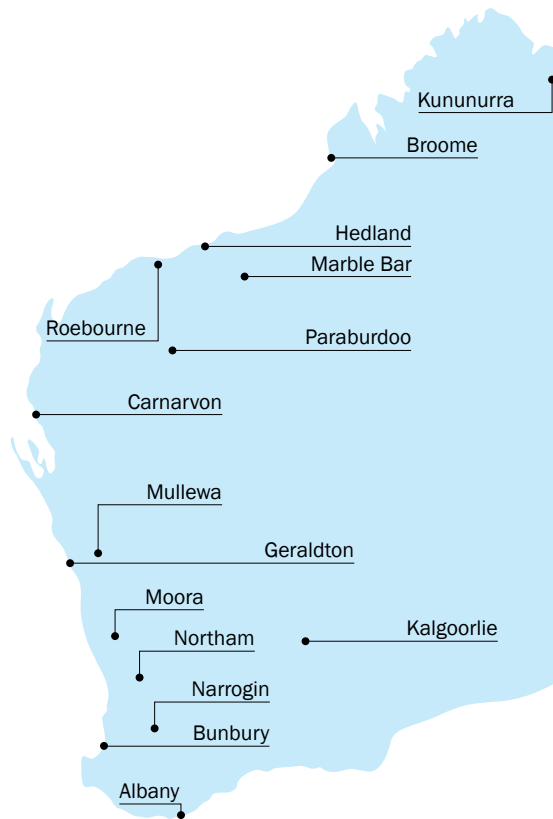 Kununurra
Broome
Hedland
Marble Bar
Roebourne
Paraburdoo
Carnarvon
Mullewa
Geraldton
Moora
Kalgoorlie
Northam
Narrogin
Bunbury
Albany